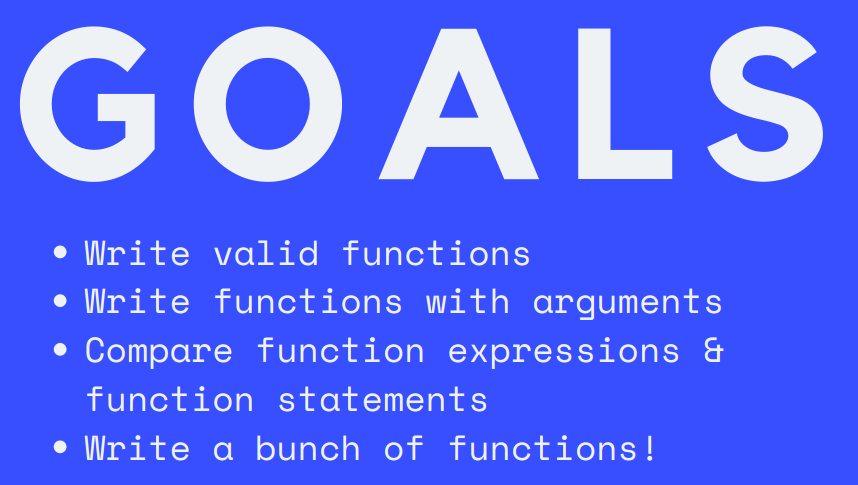 GOALS
• Write valid functions
• Write functions with arguments
• Compare function expressions &
function statements
• Write a bunch of functions!